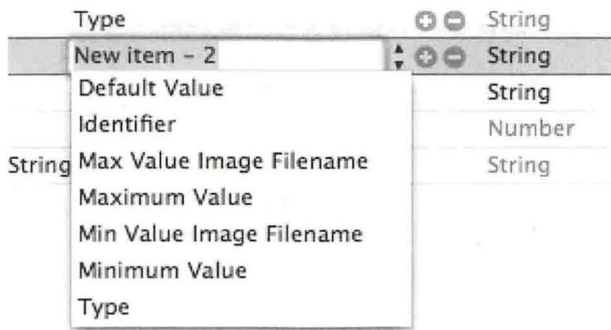 Type String
New item - 2 String
Default Value String
Identifier Number
String Max Value Image Filename String
Maximum Value
Min Value Image Filename
Minimum Value
Type